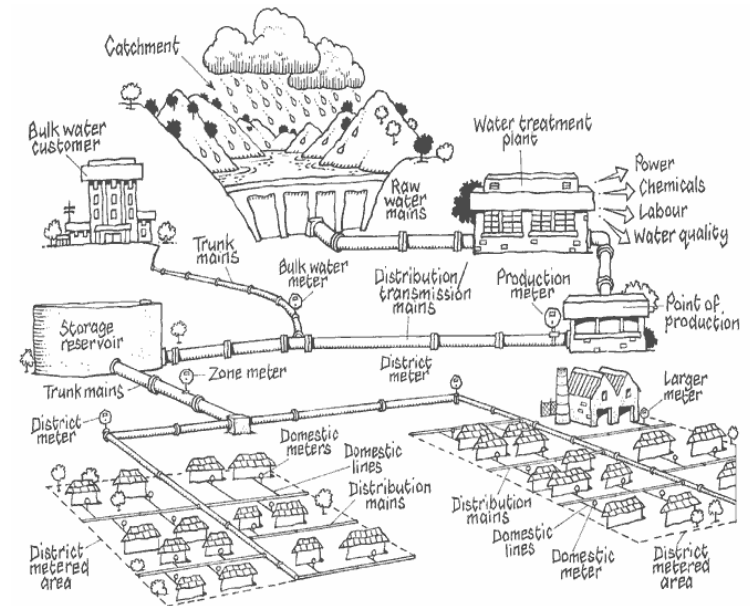 Catchment
Bulk water
customer
Water treatment
plant
Power
Chemicals
Labour
Water quality
Raw
water
mains
Trunk
mains
Bulk water
meter
Distribution
transmission
mains
Production
meter
Point of
production
Storage
reservoir
Zone meter
District
meter
Trunk mains
Larger
meter
District
meter
Domestic
meters
Domestic
lines
Distribution
mains
District
metered
area
Distribution
mains
Domestic
lines
Domestic
meter
District
metered
area